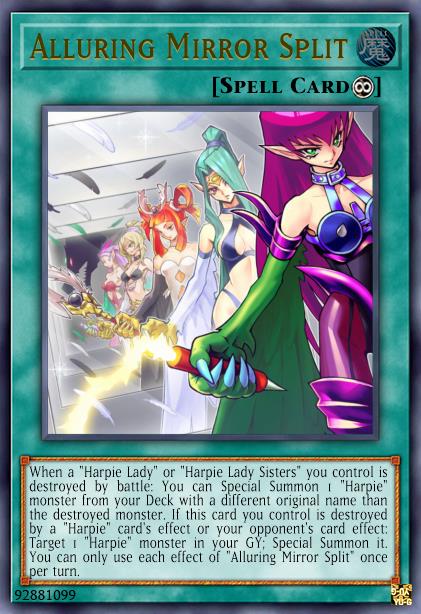 ALLURING MIRROR SPLIT
[SPELL CARD]
When a "Harpie Lady" or "Harpie Lady Sisters" you control is
destroyed by battle: You can Special Summon 1 "Harpie"
monster from your Deck with a different original name than
the destroyed monster. If this card you control is destroyed
by a "Harpie" card's effect or your opponent's card effect:
Target 1 "Harpie" monster in your GY; Special Summon it.
You can only use each effect of "Alluring Mirror Split" once
per turn.
92881099